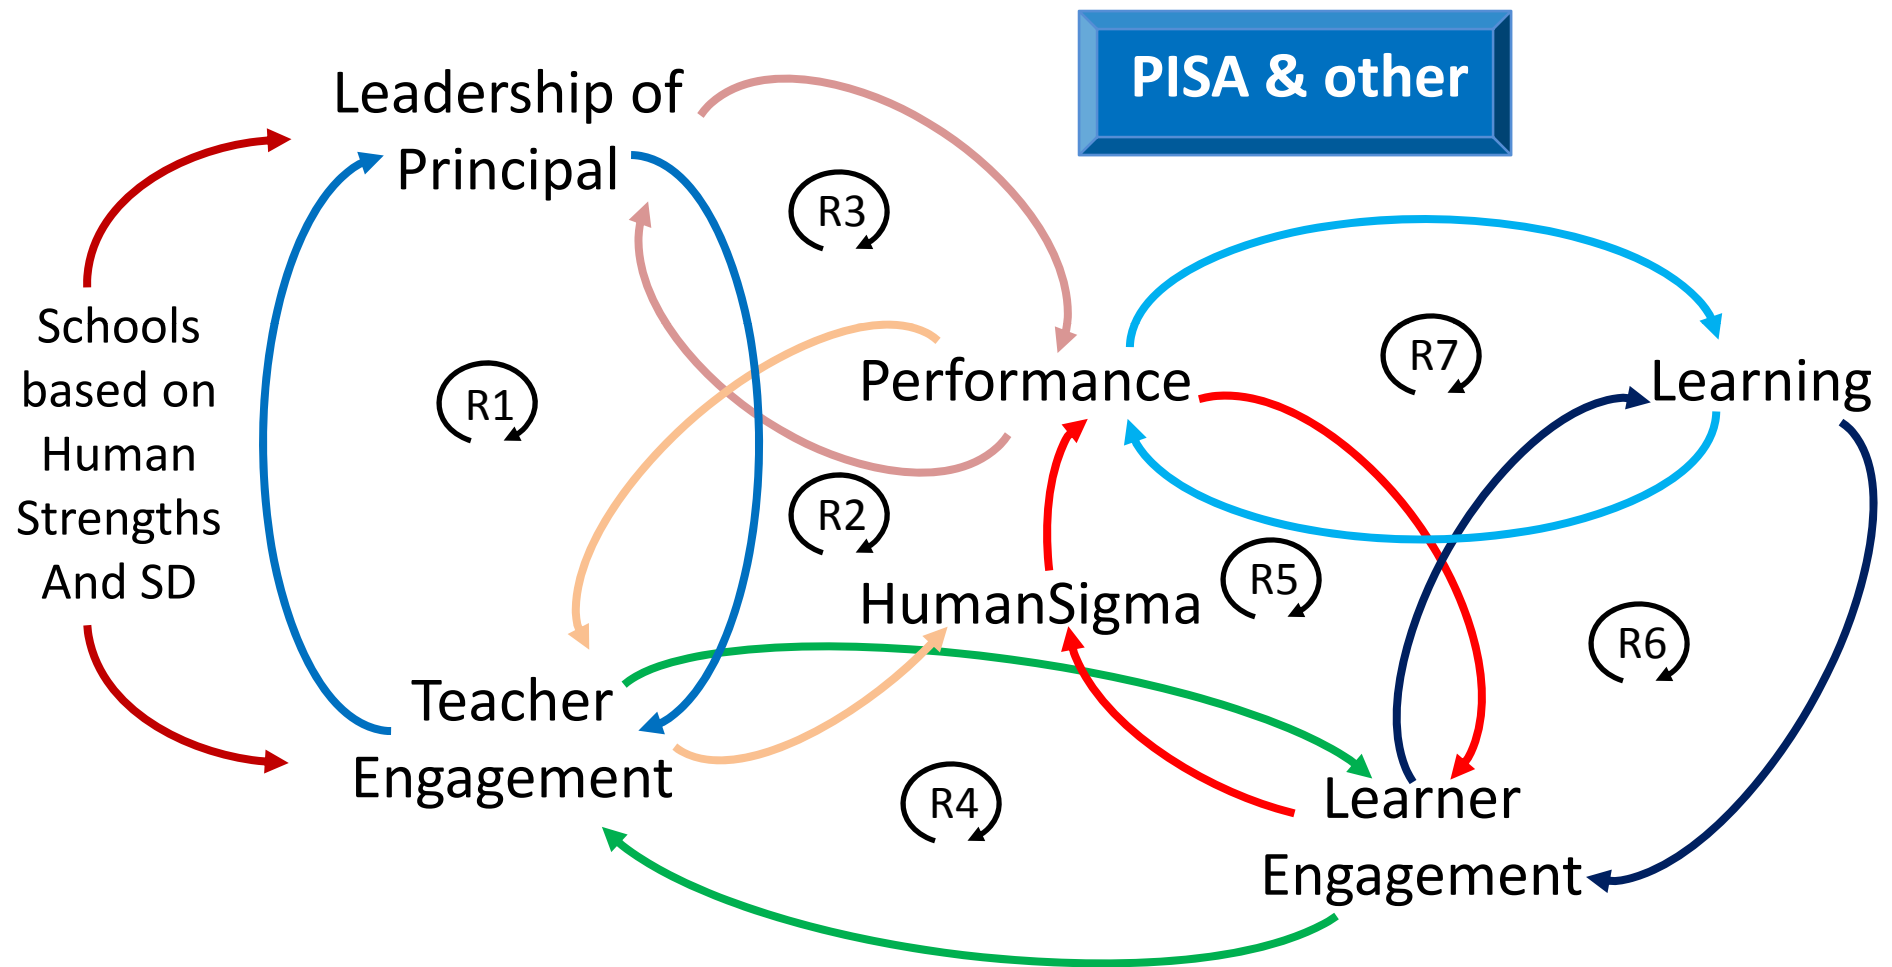 PISA & other
Leadership of
Principal
R3
Schools
based on
Human
Strengths
And SD
R1
Performance
R7
Learning
R2
HumanSigma
R5
R6
Teacher
Engagement
R4
Learner
Engagement